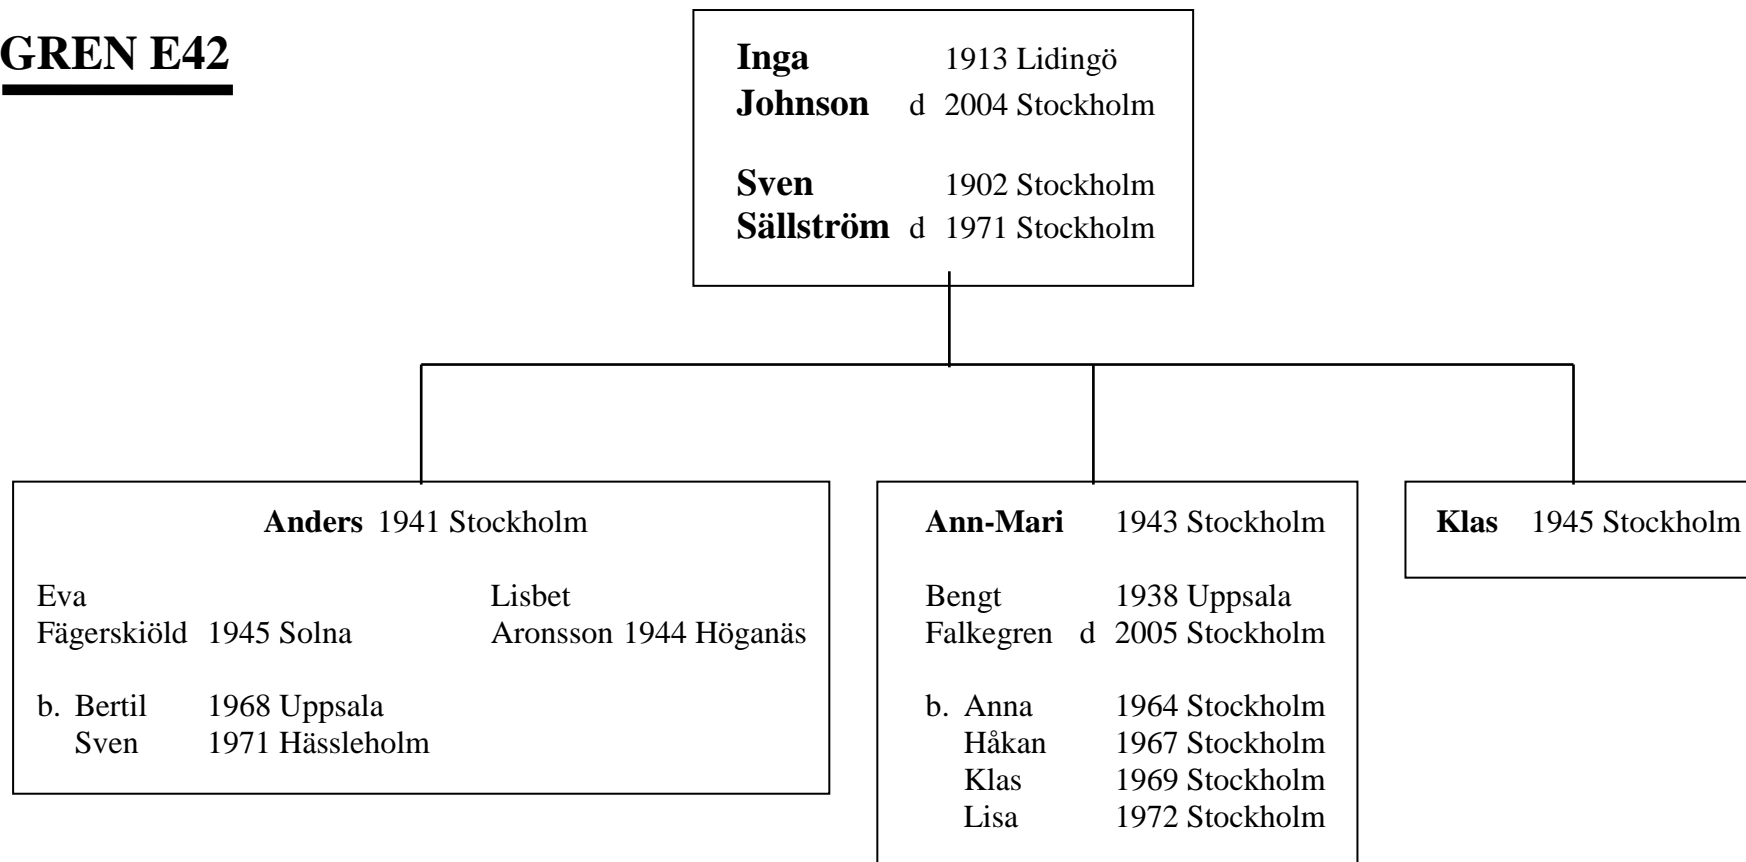 GREN E42
Inga 1913 Lidingö
Johnson d 2004 Stockholm
Sven 1902 Stockholm
Sällström d 1971 Stockholm
Anders 1941 Stockholm
Eva Lisbet
Fägerskiöld 1945 Solna Aronsson 1944 Höganäs
b. Bertil 1968 Uppsala
Sven 1971 Hässleholm
Ann-Mari 1943 Stockholm
Bengt 1938 Uppsala
Falkegren d 2005 Stockholm
b. Anna 1964 Stockholm
Håkan 1967 Stockholm
Klas 1969 Stockholm
Lisa 1972 Stockholm
Klas 1945 Stockholm